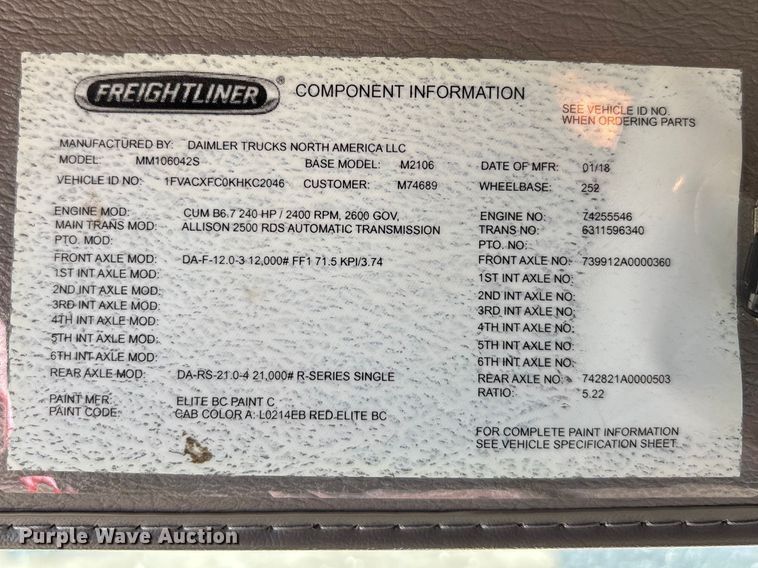 FREIGHTLINER® COMPONENT INFORMATION
SEE VEHICLE ID NO.
WHEN ORDERING PARTS
MANUFACTURED BY: DAIMLER TRUCKS NORTH AMERICA LLC
MODEL: MM106042S BASE MODEL: M2106 DATE OF MFR: 01/18
VEHICLE ID NO: 1FVACXFC0KHKC2046 CUSTOMER: M74689 WHEELBASE: 252
ENGINE MOD: CUM B6.7 240 HP / 2400 RPM, 2600 GOV, ENGINE NO: 74255546
MAIN TRANS MOD: ALLISON 2500 RDS AUTOMATIC TRANSMISSION TRANS NO: 6311596340
PTO. MOD: PTO. NO:
FRONT AXLE MOD: DA-F-12.0-3 12,000# FF1 71.5 KPI/3.74 FRONT AXLE NO: 739912A0000360
1ST INT AXLE MOD: 1ST INT AXLE NO:
2ND INT AXLE MOD: 2ND INT AXLE NO:
3RD INT AXLE MOD: 3RD INT AXLE NO:
4TH INT AXLE MOD: 4TH INT AXLE NO:
5TH INT AXLE MOD: 5TH INT AXLE NO:
6TH INT AXLE MOD: 6TH INT AXLE NO:
REAR AXLE MOD: DA-RS-21.0-4 21,000# R-SERIES SINGLE REAR AXLE NO: 742821A0000503
RATIO: 5.22
PAINT MFR: ELITE BC PAINT C
PAINT CODE: CAB COLOR A: L0214EB RED ELITE BC
FOR COMPLETE PAINT INFORMATION
SEE VEHICLE SPECIFICATION SHEET.
Purple Wave Auction